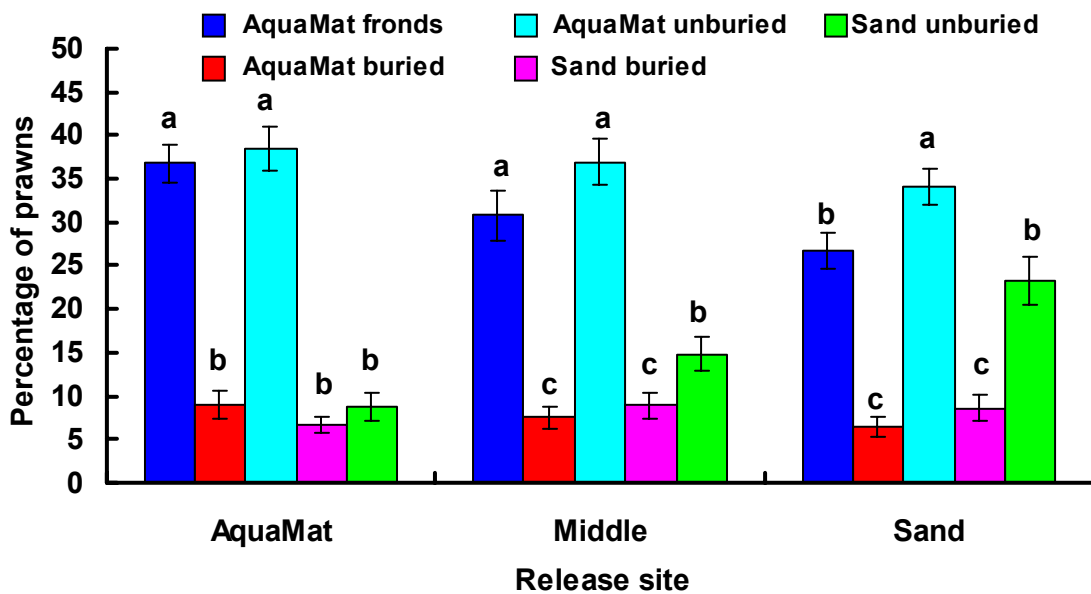 AquaMat fronds AquaMat unburied Sand unburied
AquaMat buried Sand buried
Percentage of prawns
50
45
40
35
30
25
20
15
10
5
0
a b a b b
a c a c b
b c a c b
AquaMat Middle Sand
Release site